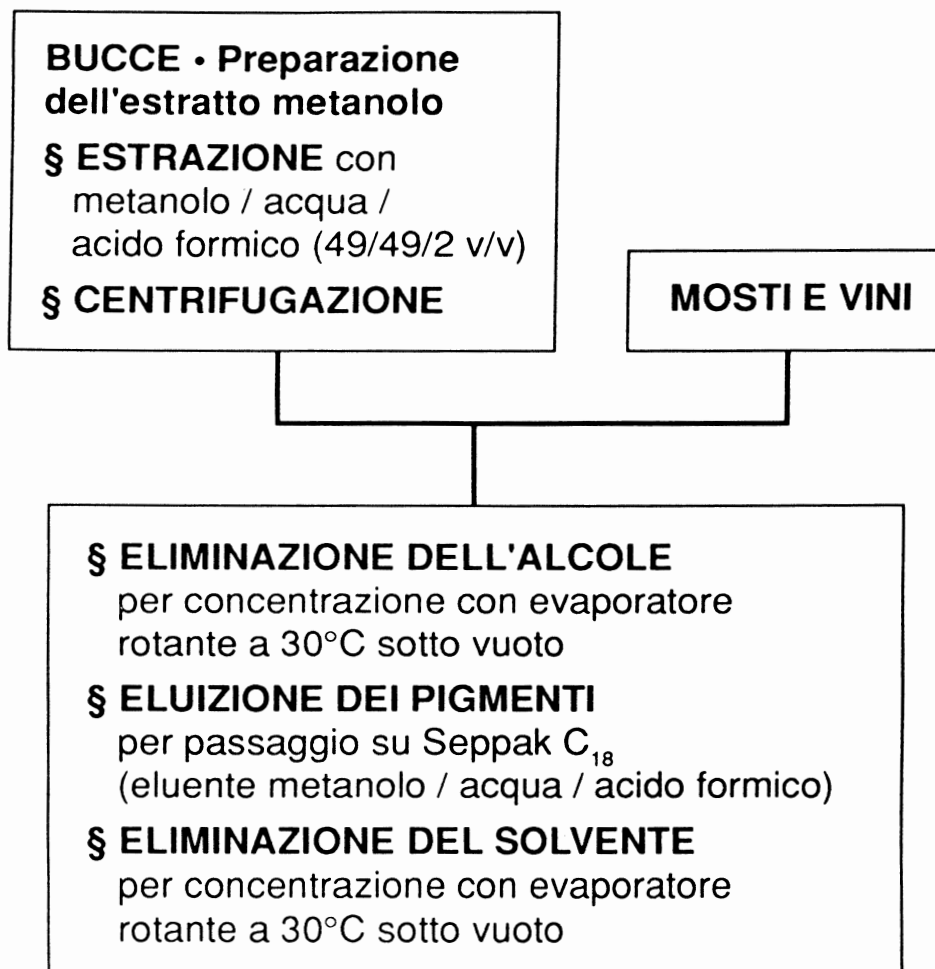 BUCCE • Preparazione
dell'estratto metanolo
§ ESTRAZIONE con
metanolo / acqua /
acido formico (49/49/2 v/v)
§ CENTRIFUGAZIONE
MOSTI E VINI
§ ELIMINAZIONE DELL'ALCOLE
per concentrazione con evaporatore
rotante a 30°C sotto vuoto
§ ELUIZIONE DEI PIGMENTI
per passaggio su Seppak C₁₈
(eluente metanolo / acqua / acido formico)
§ ELIMINAZIONE DEL SOLVENTE
per concentrazione con evaporatore
rotante a 30°C sotto vuoto